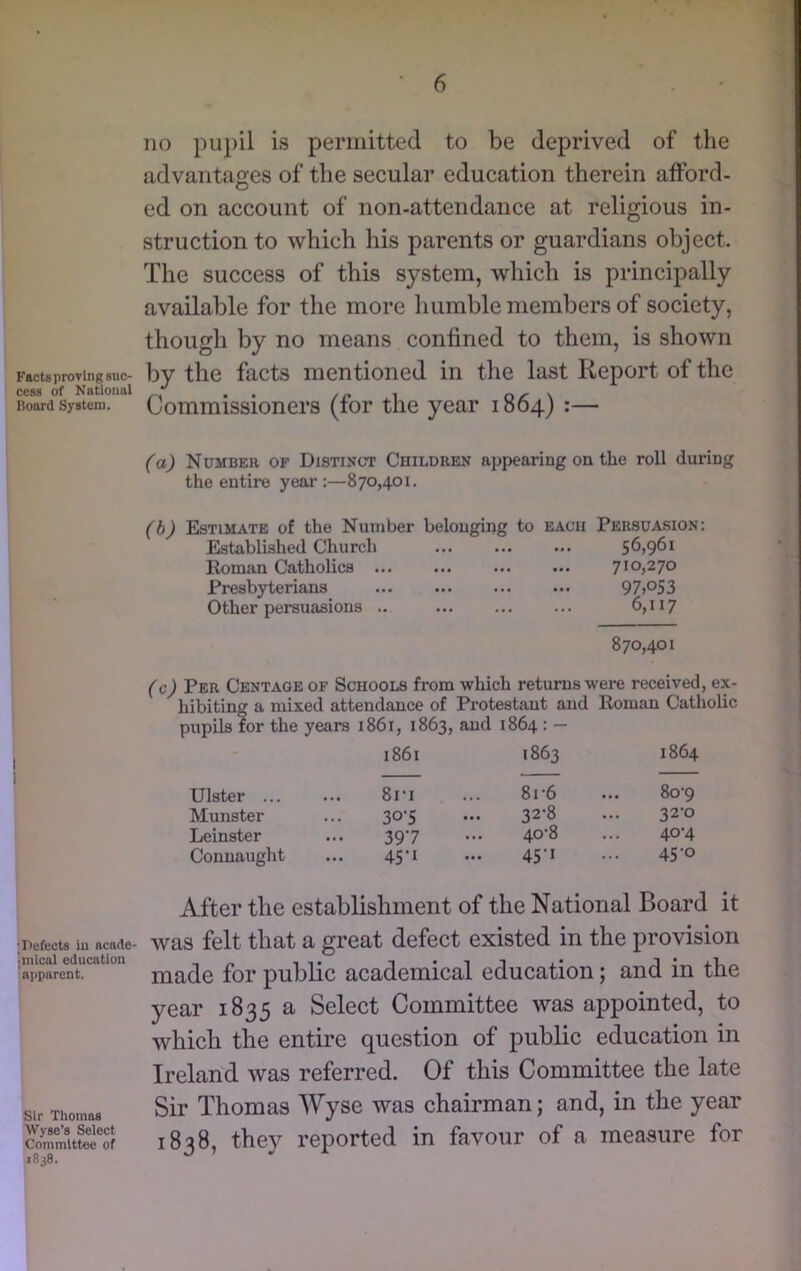 6
no pupil is permitted to be deprived of the
advantages of the secular education therein afford-
ed on account of non-attendance at religious in-
struction to which his parents or guardians object.
The success of this system, which is principally
available for the more humble members of society,
though by no means confined to them, is shown
Facts proving suc-
cess of National
Board System.
by the facts mentioned in the last Report of the
Commissioners (for the year 1864) :—
(a) Number of Distinct Children appearing on the roll during
the entire year :—870,401.
(b) Estimate of the Number belonging to each Persuasion:
Established Church ... ... ... 56,961
Roman Catholics ... ... ... ... 710,270
Presbyterians ... ... ... ... 97,053
Other persuasions .. ... ... ... 6,117
870,401
(c) Per Centage of Schools from which returns were received, ex-
hibiting a mixed attendance of Protestant and Roman Catholic
pupils for the years 1861, 1863, and 1864 : —
1861 1863 1864
Ulster ... ... 81·1 ... 81·6 ... 80·9
Munster ... 30·5 ... 32·8 ... 32·0
Leinster ... 39·7 ... 40·8 ... 40·4
Connaught ... 45·1 ... 45·1 ... 45·0
After the establishment of the National Board it
Defects in acade-
mical education
apparent.
was felt that a great defect existed in the provision
made for public academical education; and in the
year 1835 a Select Committee was appointed, to
which the entire question of public education in
Ireland was referred. Of this Committee the late
Sir Thomas
Wyse's Select
Committee of
1838.
Sir Thomas Wyse was chairman; and, in the year
1838, they reported in favour of a measure for